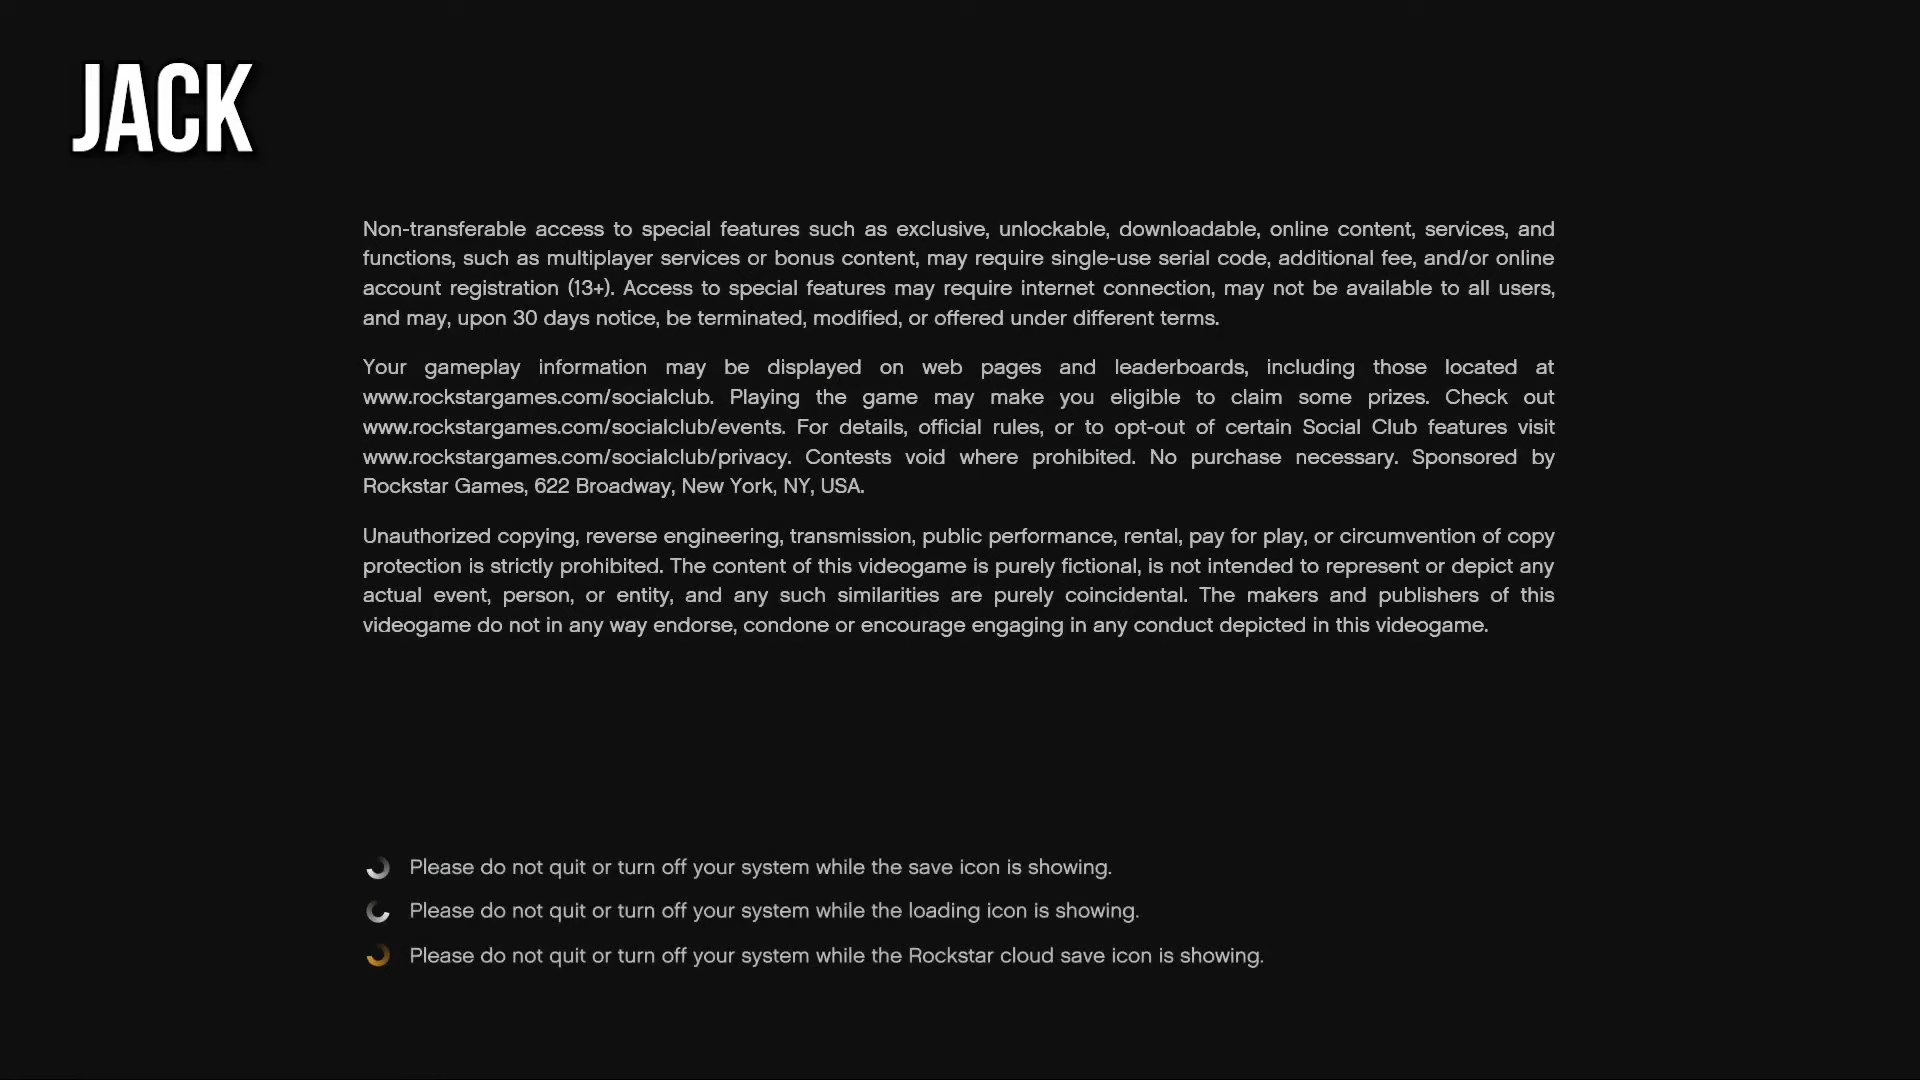 JACK
Non-transferable access to special features such as exclusive, unlockable, downloadable, online content, services, and
functions, such as multiplayer services or bonus content, may require single-use serial code, additional fee, and/or online
account registration (13+). Access to special features may require internet connection, may not be available to all users,
and may, upon 30 days notice, be terminated, modified, or offered under different terms.
Your gameplay information may be displayed on web pages and leaderboards, including those located at
www.rockstargames.com/socialclub. Playing the game may make you eligible to claim some prizes. Check out
www.rockstargames.com/socialclub/events. For details, official rules, or to opt-out of certain Social Club features visit
www.rockstargames.com/socialclub/privacy. Contests void where prohibited. No purchase necessary. Sponsored by
Rockstar Games, 622 Broadway, New York, NY, USA.
Unauthorized copying, reverse engineering, transmission, public performance, rental, pay for play, or circumvention of copy
protection is strictly prohibited. The content of this videogame is purely fictional, is not intended to represent or depict any
actual event, person, or entity, and any such similarities are purely coincidental. The makers and publishers of this
videogame do not in any way endorse, condone or encourage engaging in any conduct depicted in this videogame.
Please do not quit or turn off your system while the save icon is showing.
Please do not quit or turn off your system while the loading icon is showing.
Please do not quit or turn off your system while the Rockstar cloud save icon is showing.